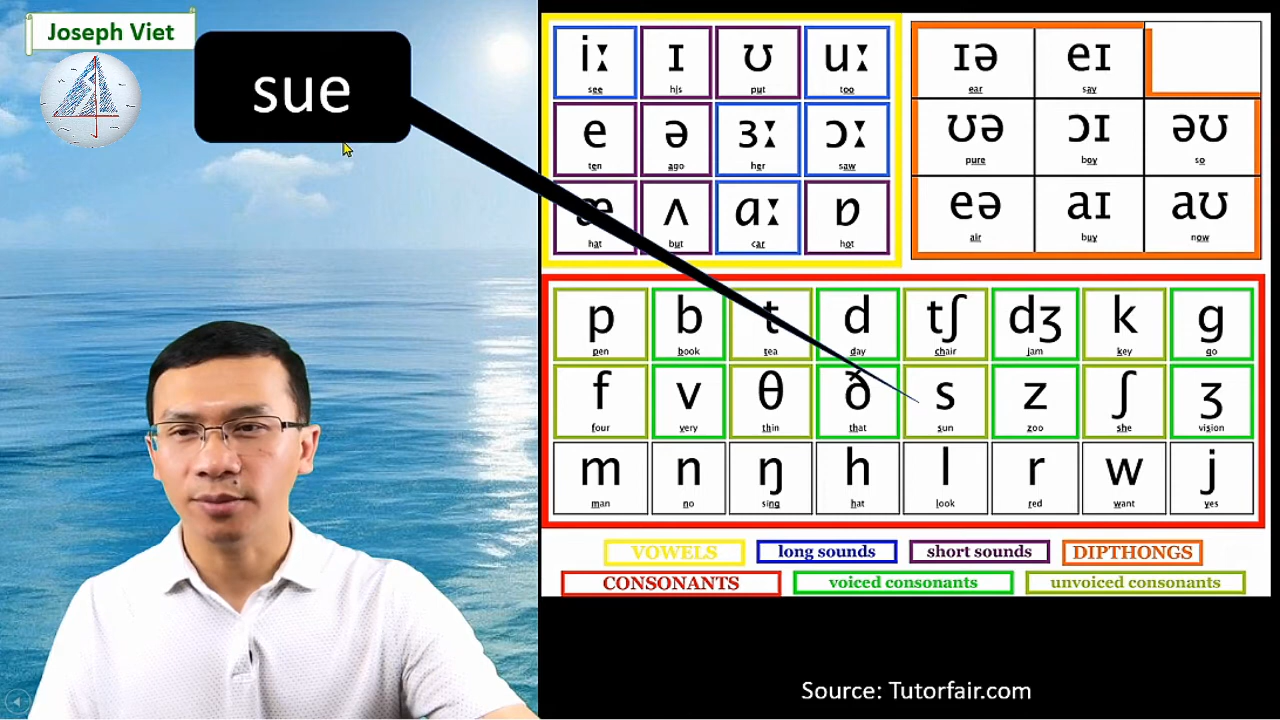 Joseph Viet
sue
iː ɪ ʊ uː
see his put too
e ə ɜː ɔː
ten ago her saw
æ ʌ ɑː ɒ
hat but car hot
ɪə eɪ
ear say
ʊə ɔɪ əʊ
pure boy so
eə aɪ aʊ
air buy now
p b t d tʃ dʒ k g
pen book tea day chair jam key go
f v θ ð s z ʃ ʒ
four very thin that sun zoo she vision
m n ŋ h l r w j
man no sing hat look red want yes
VOWELS long sounds short sounds DIPTHONGS
CONSONANTS voiced consonants unvoiced consonants
Source: Tutorfair.com